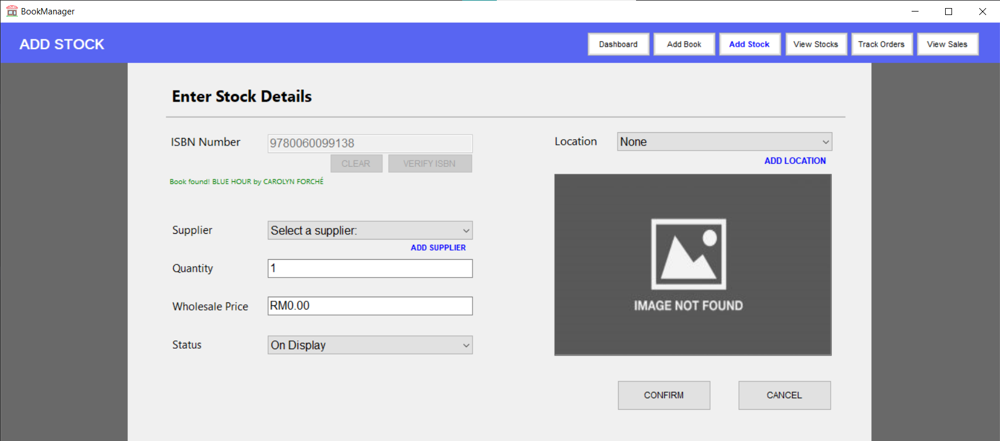 BookManager
ADD STOCK
Dashboard
Add Book
Add Stock
View Stocks
Track Orders
View Sales
Enter Stock Details
ISBN Number
9780060099138
CLEAR
VERIFY ISBN
Book found! BLUE HOUR by CAROLYN FORCHÉ
Supplier
Select a supplier:
ADD SUPPLIER
Quantity
1
Wholesale Price
RM0.00
Status
On Display
Location
None
ADD LOCATION
IMAGE NOT FOUND
CONFIRM
CANCEL